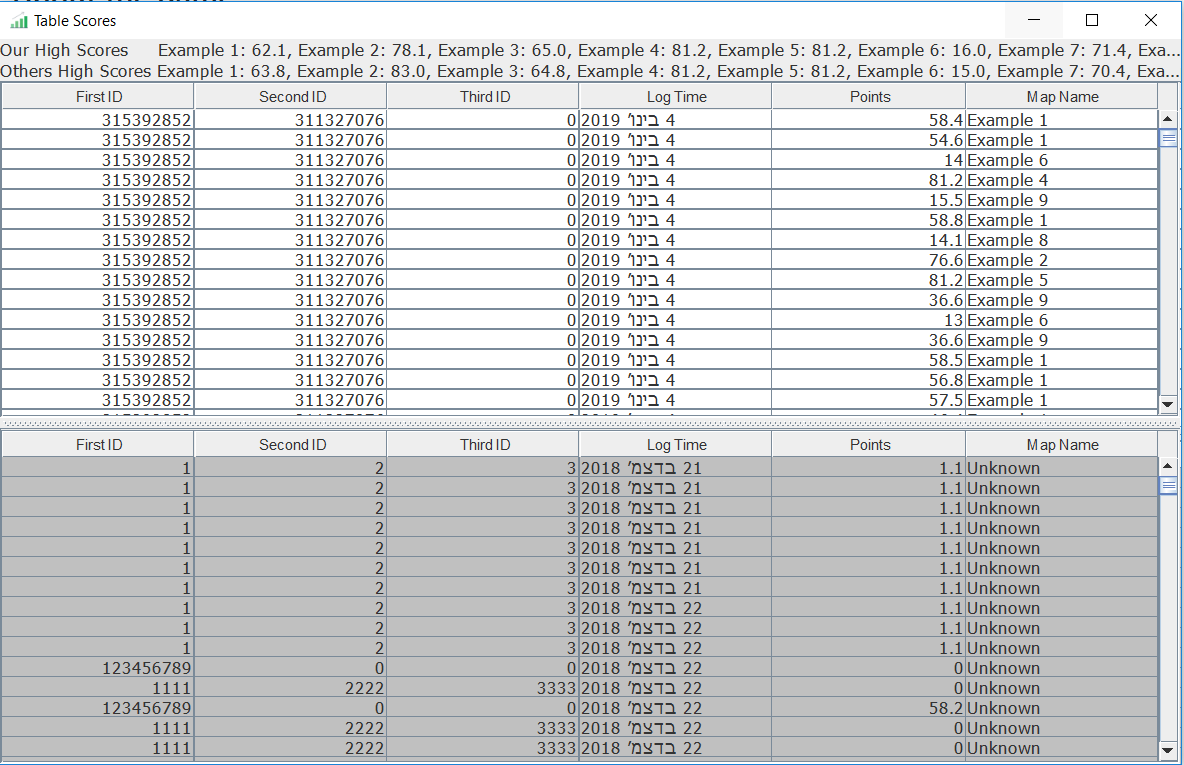 Table Scores
Our High Scores Example 1: 62.1, Example 2: 78.1, Example 3: 65.0, Example 4: 81.2, Example 5: 81.2, Example 6: 16.0, Example 7: 71.4, Exa...
Others High Scores Example 1: 63.8, Example 2: 83.0, Example 3: 64.8, Example 4: 81.2, Example 5: 81.2, Example 6: 15.0, Example 7: 70.4, Exa...
First ID Second ID Third ID Log Time Points Map Name
315392852 311327076 0 4 בינו׳ 2019 58.4 Example 1
315392852 311327076 0 4 בינו׳ 2019 54.6 Example 1
315392852 311327076 0 4 בינו׳ 2019 14 Example 6
315392852 311327076 0 4 בינו׳ 2019 81.2 Example 4
315392852 311327076 0 4 בינו׳ 2019 15.5 Example 9
315392852 311327076 0 4 בינו׳ 2019 58.8 Example 1
315392852 311327076 0 4 בינו׳ 2019 14.1 Example 8
315392852 311327076 0 4 בינו׳ 2019 76.6 Example 2
315392852 311327076 0 4 בינו׳ 2019 81.2 Example 5
315392852 311327076 0 4 בינו׳ 2019 36.6 Example 9
315392852 311327076 0 4 בינו׳ 2019 13 Example 6
315392852 311327076 0 4 בינו׳ 2019 36.6 Example 9
315392852 311327076 0 4 בינו׳ 2019 58.5 Example 1
315392852 311327076 0 4 בינו׳ 2019 56.8 Example 1
315392852 311327076 0 4 בינו׳ 2019 57.5 Example 1
First ID Second ID Third ID Log Time Points Map Name
1 2 3 21 בדצמ׳ 2018 1.1 Unknown
1 2 3 21 בדצמ׳ 2018 1.1 Unknown
1 2 3 21 בדצמ׳ 2018 1.1 Unknown
1 2 3 21 בדצמ׳ 2018 1.1 Unknown
1 2 3 21 בדצמ׳ 2018 1.1 Unknown
1 2 3 21 בדצמ׳ 2018 1.1 Unknown
1 2 3 21 בדצמ׳ 2018 1.1 Unknown
1 2 3 22 בדצמ׳ 2018 1.1 Unknown
1 2 3 22 בדצמ׳ 2018 1.1 Unknown
1 2 3 22 בדצמ׳ 2018 1.1 Unknown
123456789 0 0 22 בדצמ׳ 2018 0 Unknown
1111 2222 3333 22 בדצמ׳ 2018 0 Unknown
123456789 0 0 22 בדצמ׳ 2018 58.2 Unknown
1111 2222 3333 22 בדצמ׳ 2018 0 Unknown
1111 2222 3333 22 בדצמ׳ 2018 0 Unknown